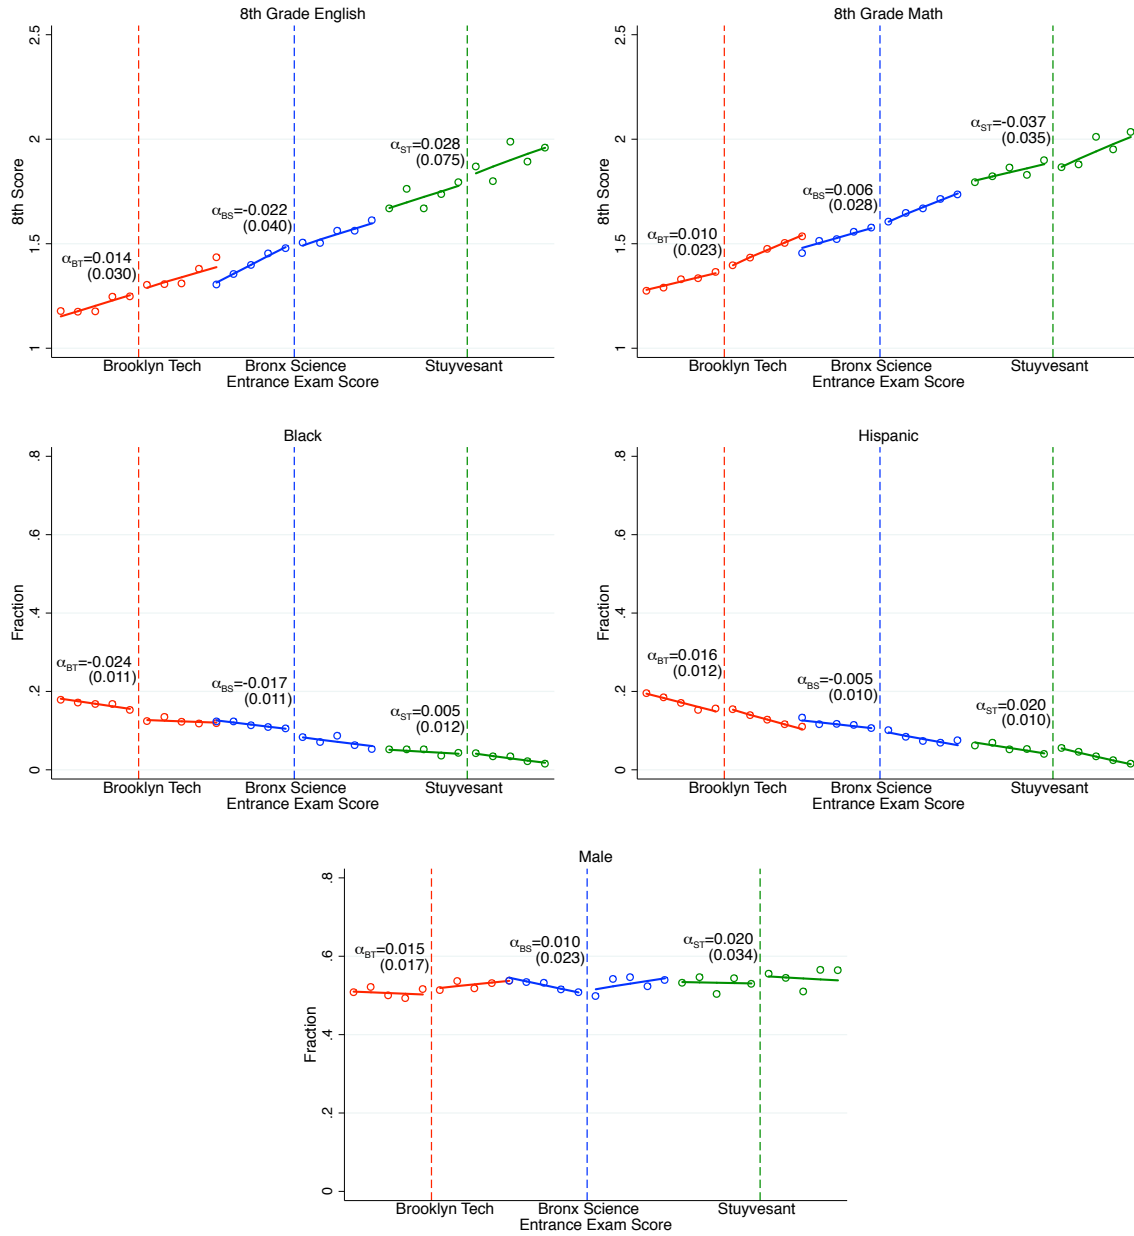 8th Grade English
8th Score
2.5
2
1.5
1
αBT=0.014
(0.030)
αBS=-0.022
(0.040)
αST=0.028
(0.075)
Brooklyn Tech
Bronx Science
Stuyvesant
Entrance Exam Score
8th Grade Math
8th Score
2.5
2
1.5
1
αBT=0.010
(0.023)
αBS=0.006
(0.028)
αST=-0.037
(0.035)
Brooklyn Tech
Bronx Science
Stuyvesant
Entrance Exam Score
Black
Fraction
.8
.6
.4
.2
0
αBT=-0.024
(0.011)
αBS=-0.017
(0.011)
αST=0.005
(0.012)
Brooklyn Tech
Bronx Science
Stuyvesant
Entrance Exam Score
Hispanic
Fraction
.8
.6
.4
.2
0
αBT=0.016
(0.012)
αBS=-0.005
(0.010)
αST=0.020
(0.010)
Brooklyn Tech
Bronx Science
Stuyvesant
Entrance Exam Score
Male
Fraction
.8
.6
.4
.2
0
αBT=0.015
(0.017)
αBS=0.010
(0.023)
αST=0.020
(0.034)
Brooklyn Tech
Bronx Science
Stuyvesant
Entrance Exam Score